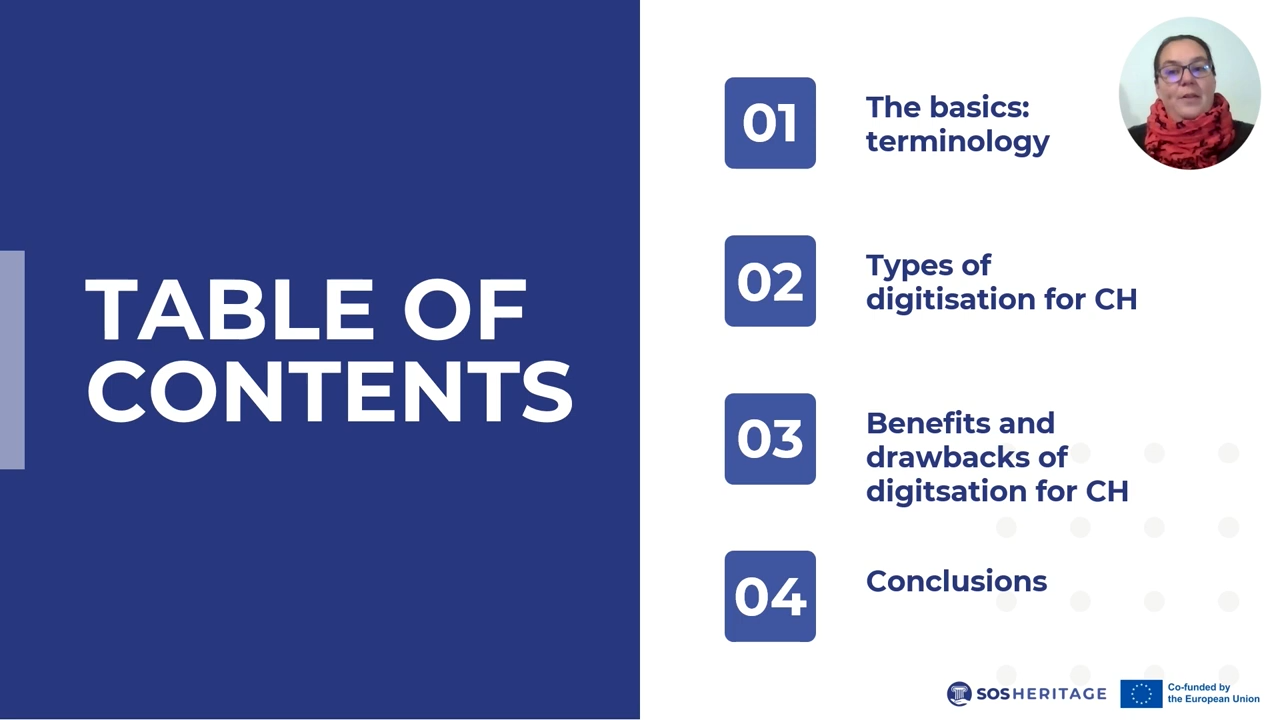 TABLE OF
CONTENTS
01
The basics:
terminology
02
Types of
digitisation for CH
03
Benefits and
drawbacks of
digitsation for CH
04
Conclusions
SOSHERITAGE
Co-funded by
the European Union